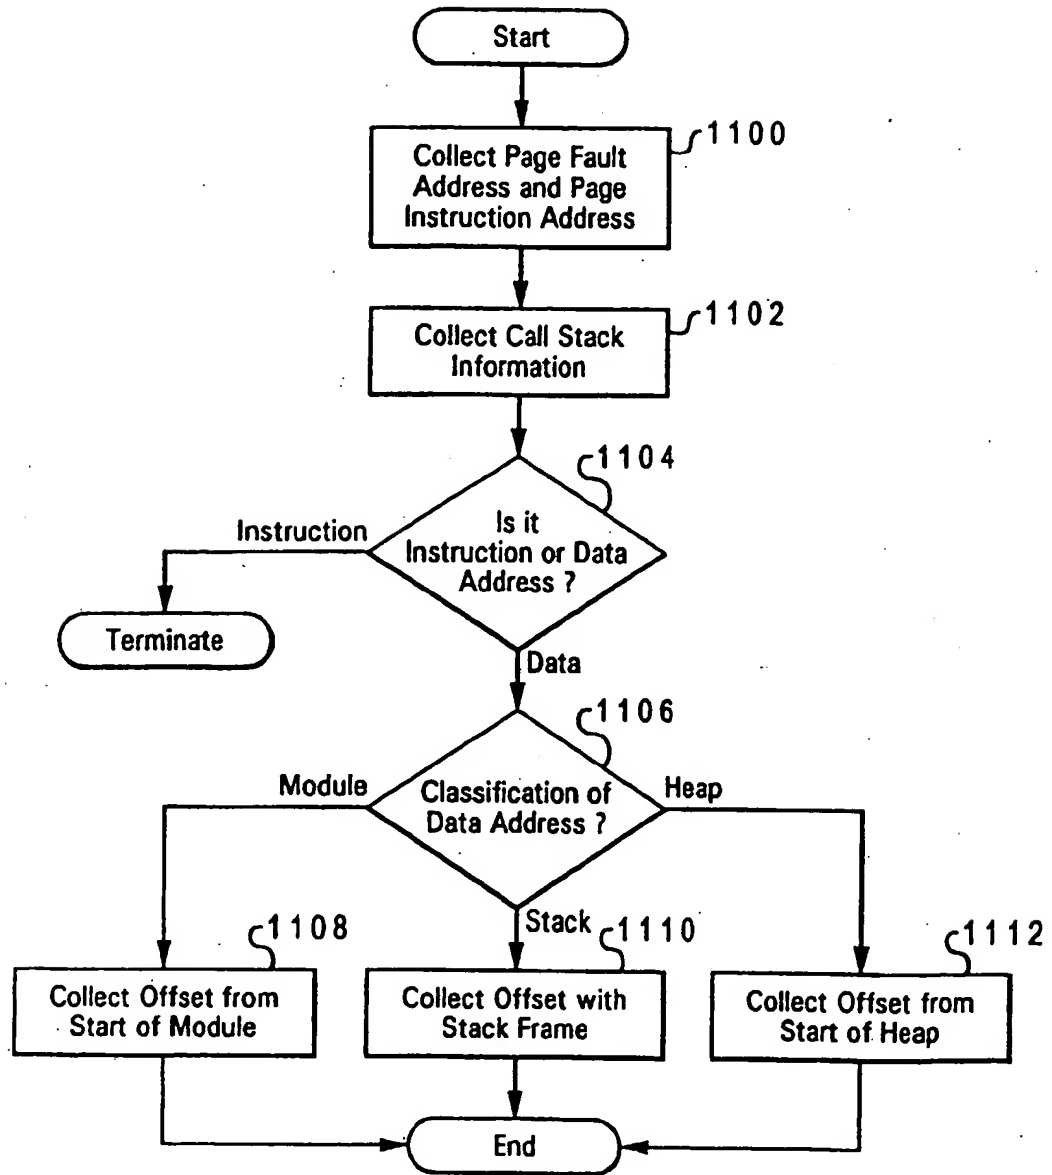 Start
1100
Collect Page Fault
Address and Page
Instruction Address
1102
Collect Call Stack
Information
1104
Is it
Instruction or Data
Address ?
Instruction
Terminate
Data
1106
Classification of
Data Address ?
Module
Heap
Stack
1108
Collect Offset from
Start of Module
1110
Collect Offset with
Stack Frame
1112
Collect Offset from
Start of Heap
End